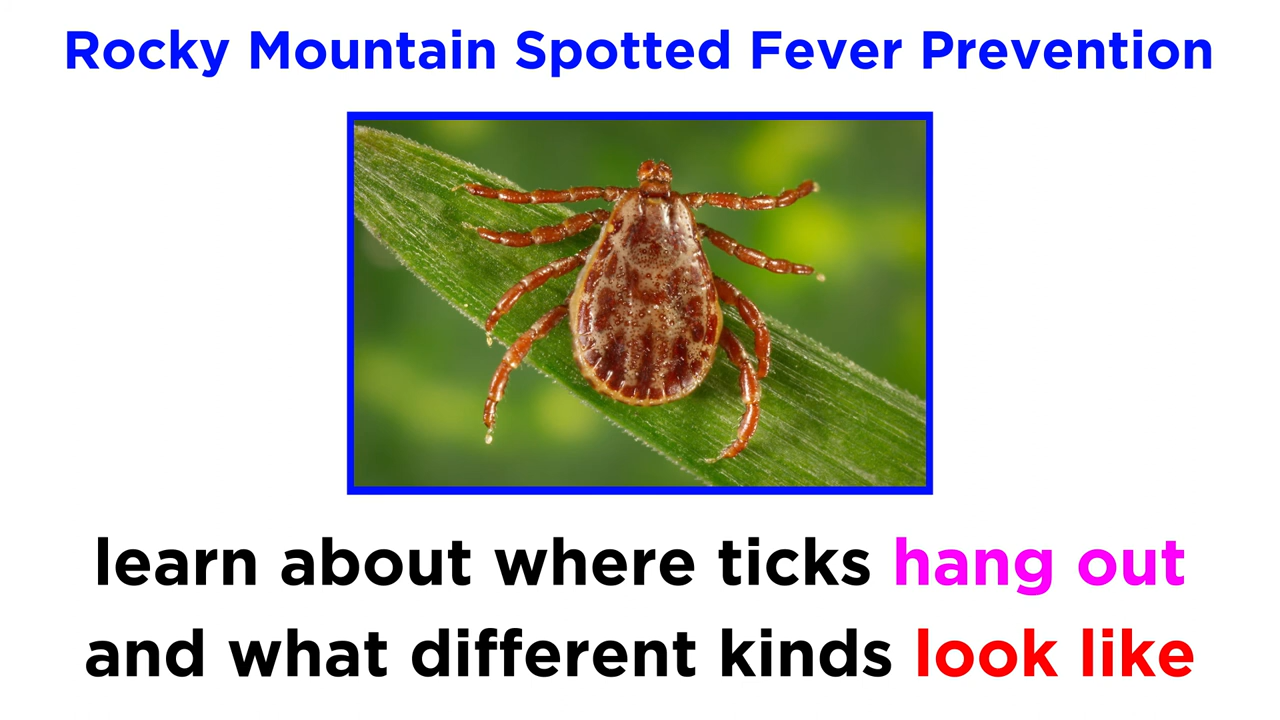 Rocky Mountain Spotted Fever Prevention
learn about where ticks hang out
and what different kinds look like